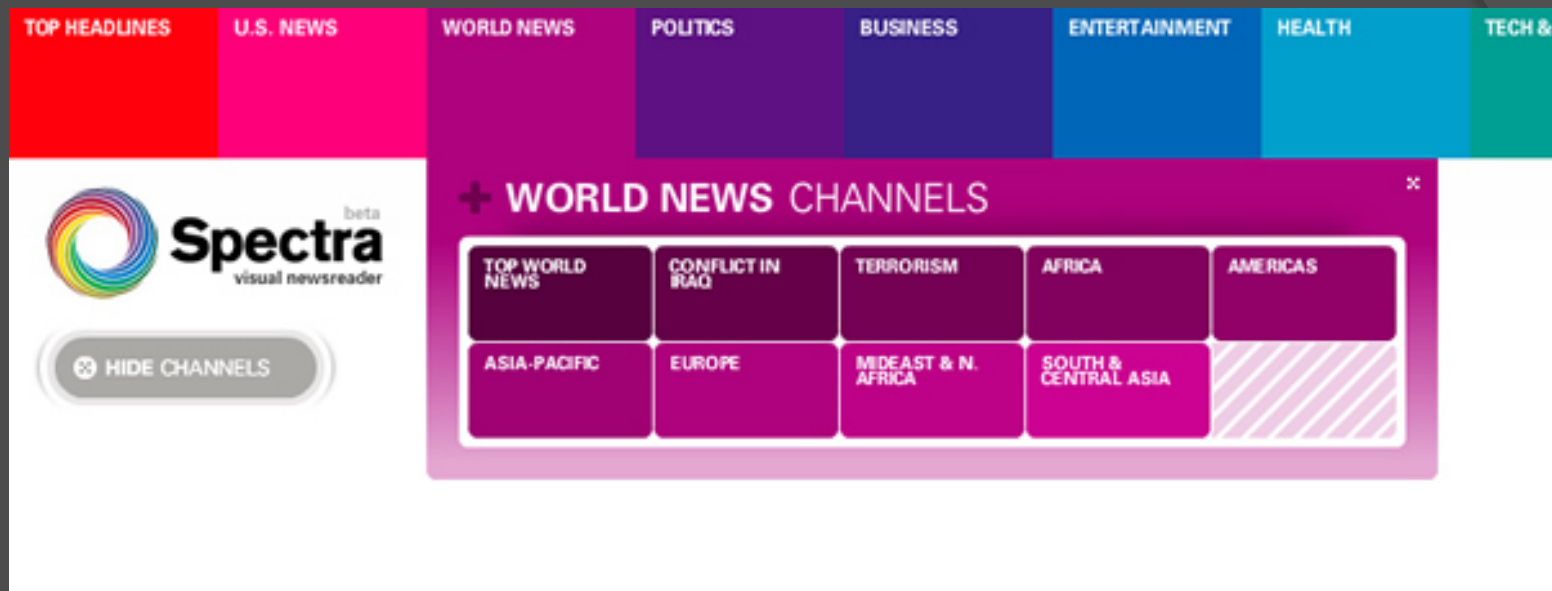 TOP HEADLINES
U.S. NEWS
WORLD NEWS
POLITICS
BUSINESS
ENTERTAINMENT
HEALTH
TECH &
beta
Spectra
visual newsreader
HIDE CHANNELS
WORLD NEWS CHANNELS
TOP WORLD
NEWS
CONFLICT IN
IRAQ
TERRORISM
AFRICA
AMERICAS
ASIA-PACIFIC
EUROPE
MIDEAST & N.
AFRICA
SOUTH &
CENTRAL ASIA